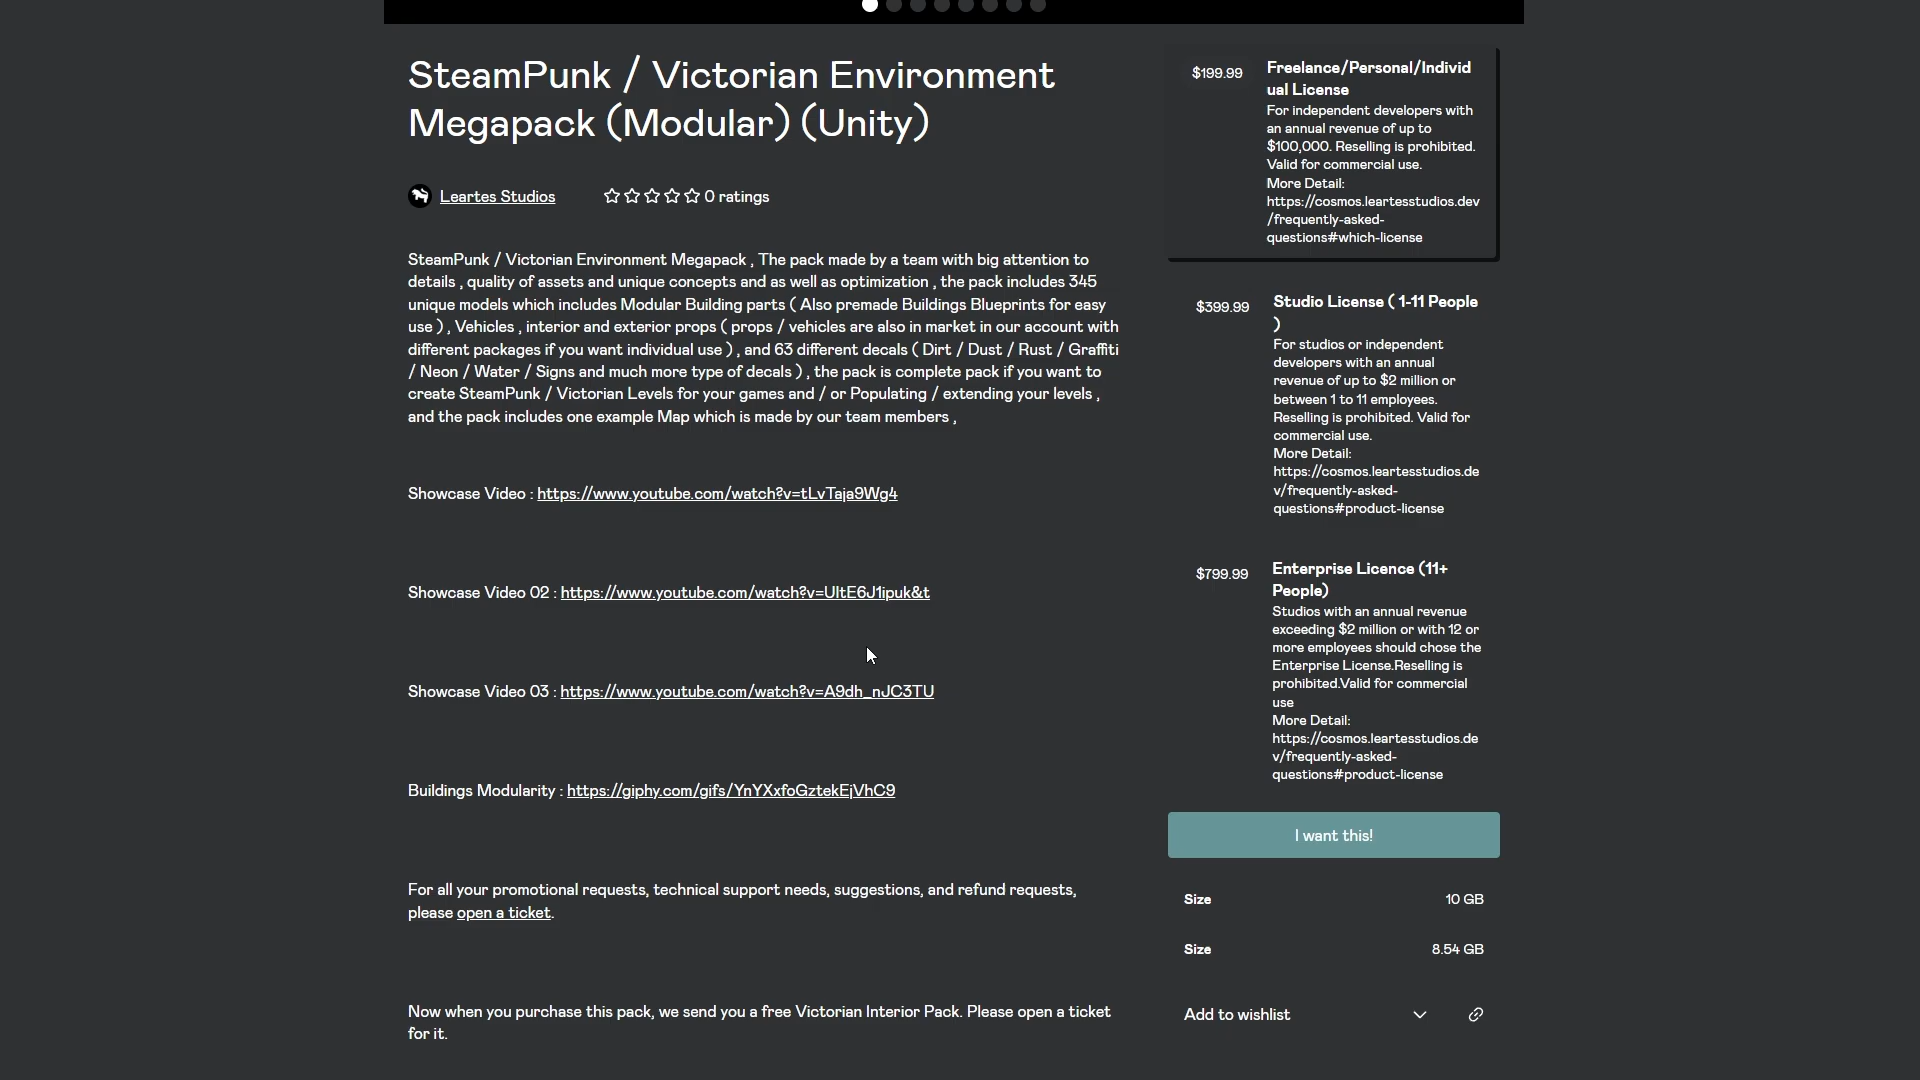 SteamPunk / Victorian Environment
Megapack (Modular) (Unity)
Leartes Studios
0 ratings
SteamPunk / Victorian Environment Megapack , The pack made by a team with big attention to
details , quality of assets and unique concepts and as well as optimization , the pack includes 345
unique models which includes Modular Building parts ( Also premade Buildings Blueprints for easy
use ) , Vehicles , interior and exterior props ( props / vehicles are also in market in our account with
different packages if you want individual use ) , and 63 different decals ( Dirt / Dust / Rust / Graffiti
/ Neon / Water / Signs and much more type of decals ) , the pack is complete pack if you want to
create SteamPunk / Victorian Levels for your games and / or Populating / extending your levels ,
and the pack includes one example Map which is made by our team members ,
Showcase Video : https://www.youtube.com/watch?v=tLvTaja9Wg4
Showcase Video 02 : https://www.youtube.com/watch?v=UltE6J1ipuk&t
Showcase Video 03 : https://www.youtube.com/watch?v=A9dh_nJC3TU
Buildings Modularity : https://giphy.com/gifs/YnYXxfoGztekEjVhC9
For all your promotional requests, technical support needs, suggestions, and refund requests,
please open a ticket.
Now when you purchase this pack, we send you a free Victorian Interior Pack. Please open a ticket
for it.
$199.99
Freelance/Personal/Individ
ual License
For independent developers with
an annual revenue of up to
$100,000. Reselling is prohibited.
Valid for commercial use.
More Detail:
https://cosmos.leartesstudios.dev
/frequently-asked-
questions#which-license
$399.99
Studio License ( 1-11 People
)
For studios or independent
developers with an annual
revenue of up to $2 million or
between 1 to 11 employees.
Reselling is prohibited. Valid for
commercial use.
More Detail:
https://cosmos.leartesstudios.de
v/frequently-asked-
questions#product-license
$799.99
Enterprise Licence (11+
People)
Studios with an annual revenue
exceeding $2 million or with 12 or
more employees should chose the
Enterprise License.Reselling is
prohibited.Valid for commercial
use
More Detail:
https://cosmos.leartesstudios.de
v/frequently-asked-
questions#product-license
I want this!
Size 10 GB
Size 8.54 GB
Add to wishlist